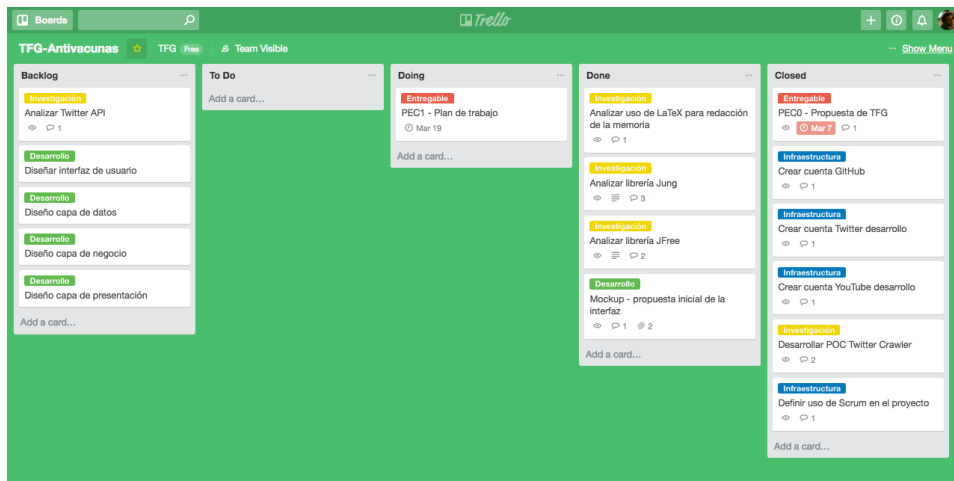 Boards
Trello
TFG-Antivacunas
TFG Free
Team Visible
... Show Menu
Backlog ...
Investigación
Analizar Twitter API
1
Desarrollo
Diseñar interfaz de usuario
Desarrollo
Diseño capa de datos
Desarrollo
Diseño capa de negocio
Desarrollo
Diseño capa de presentación
Add a card...
To Do ...
Add a card...
Doing ...
Entregable
PEC1 - Plan de trabajo
Mar 19
Add a card...
Done ...
Investigación
Analizar uso de LaTeX para redacción
de la memoria
1
Investigación
Analizar librería Jung
3
Investigación
Analizar librería JFree
2
Desarrollo
Mockup - propuesta inicial de la
interfaz
1 2
Add a card...
Closed ...
Entregable
PEC0 - Propuesta de TFG
Mar 7 1
Infraestructura
Crear cuenta GitHub
1
Infraestructura
Crear cuenta Twitter desarrollo
1
Infraestructura
Crear cuenta YouTube desarrollo
1
Investigación
Desarrollar POC Twitter Crawler
2
Infraestructura
Definir uso de Scrum en el proyecto
1
Add a card...